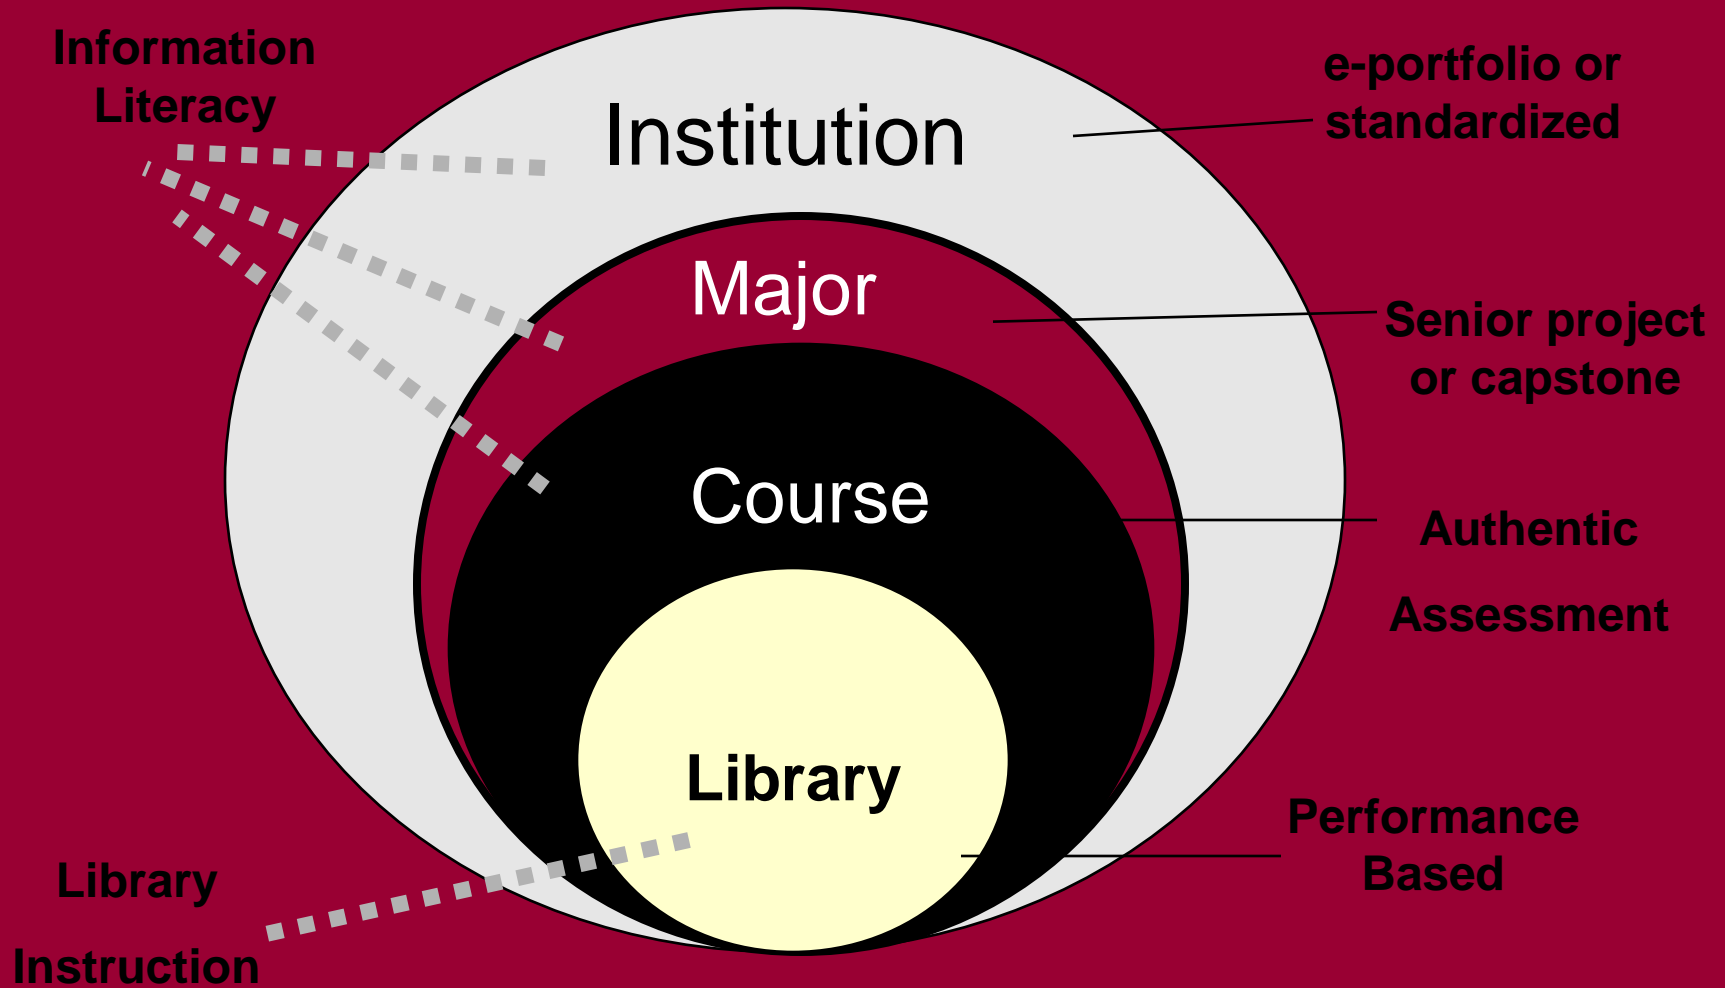 Information
Literacy
e-portfolio or
standardized
Institution
Major
Senior project
or capstone
Course
Authentic
Assessment
Library
Performance
Based
Library
Instruction